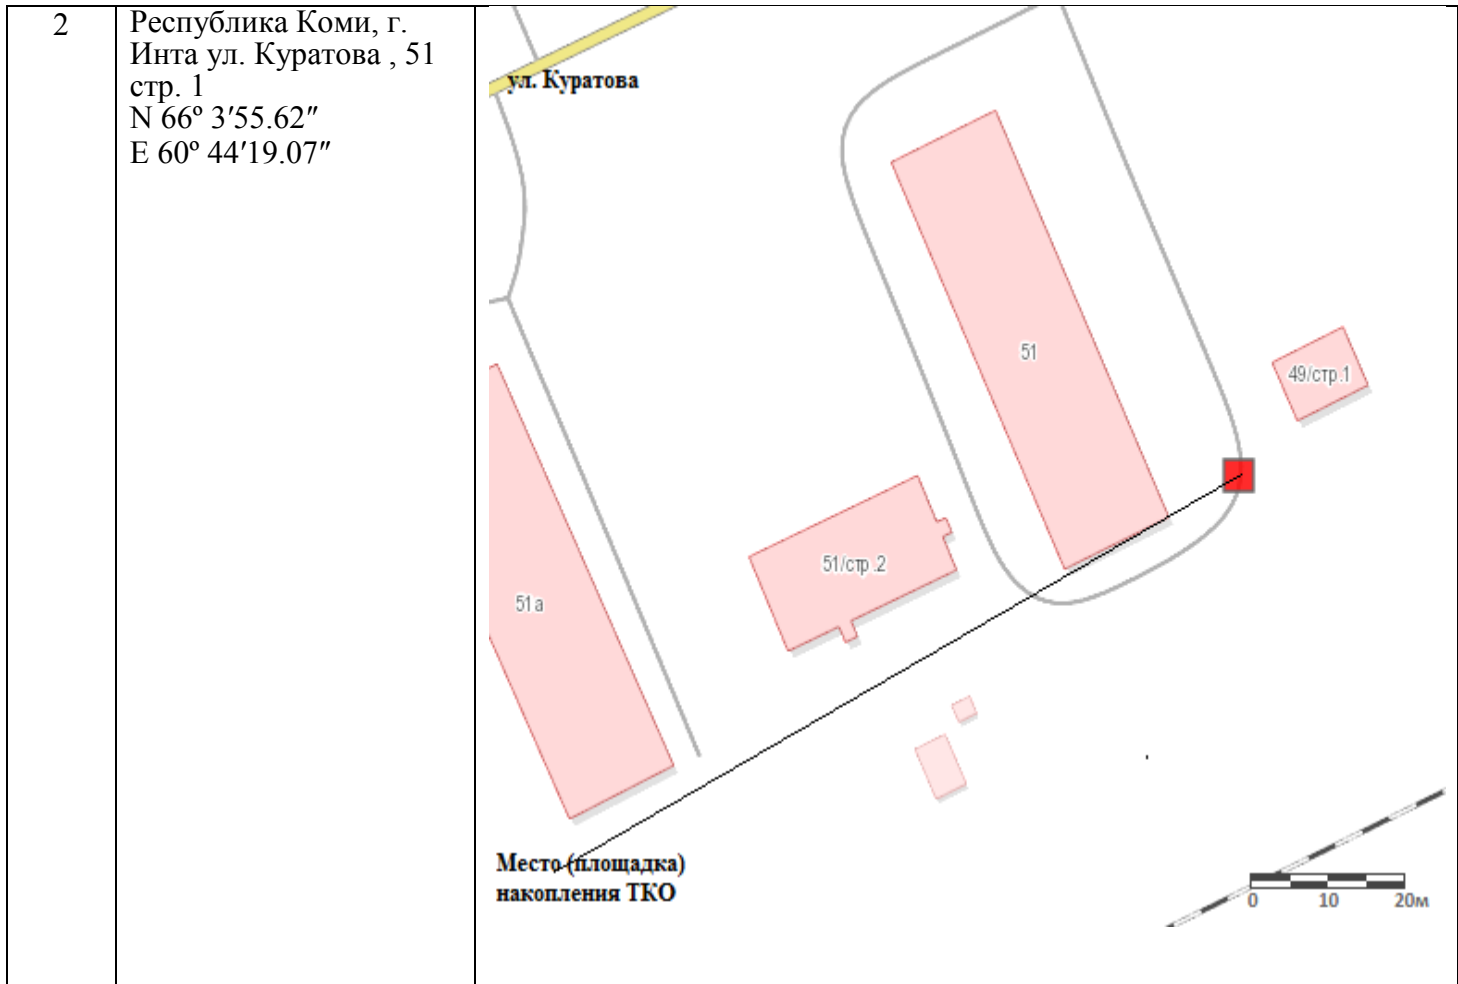 2
Республика Коми, г.
Инта ул. Куратова , 51
стр. 1
N 66º 3′55.62″
E 60º 44′19.07″
ул. Куратова
51
49/стр.1
51/стр.2
51а
Место (площадка)
накопления ТКО
0 10 20м